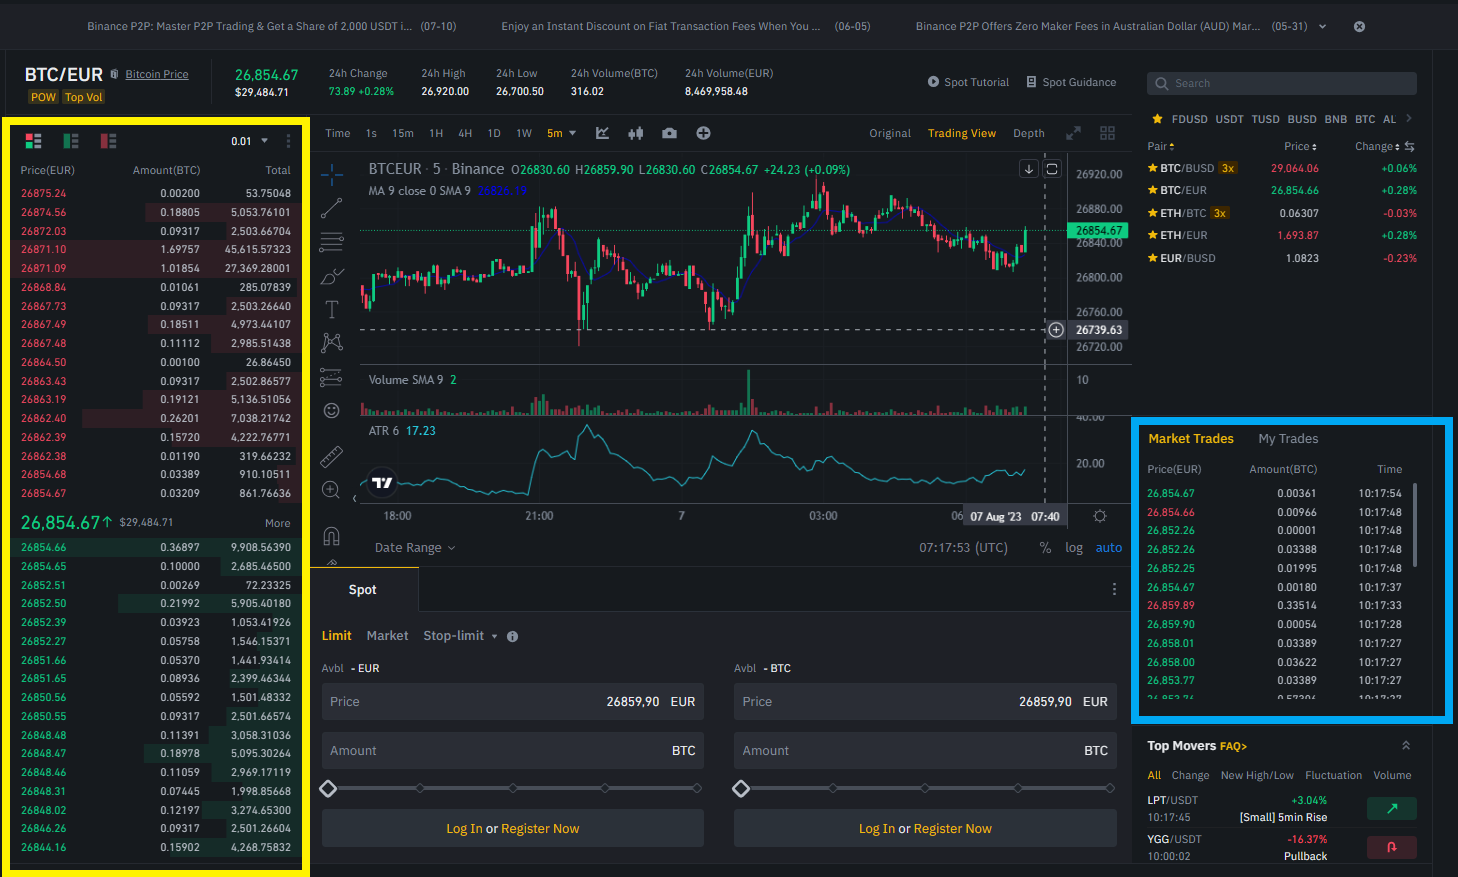 Binance P2P: Master P2P Trading & Get a Share of 2,000 USDT i... (07-10) Enjoy an Instant Discount on Fiat Transaction Fees When You ... (06-05) Binance P2P Offers Zero Maker Fees in Australian Dollar (AUD) Mar... (05-31)
BTC/EUR Bitcoin Price
POW Top Vol
26,854.67
$29,484.71
24h Change
73.89 +0.28%
24h High
26,920.00
24h Low
26,700.50
24h Volume(BTC)
316.02
24h Volume(EUR)
8,469,958.48
Spot Tutorial Spot Guidance
0.01
Price(EUR) Amount(BTC) Total
26875.24 0.00200 53.75048
26874.56 0.18805 5,053.76101
26872.03 0.09317 2,503.66704
26871.10 1.69757 45,615.57323
26871.09 1.01854 27,369.28001
26868.84 0.01061 285.07839
26867.73 0.09317 2,503.26640
26867.49 0.18511 4,973.44107
26867.48 0.11112 2,985.51438
26864.50 0.00100 26.86450
26863.43 0.09317 2,502.86577
26863.19 0.19121 5,136.51056
26862.40 0.26201 7,038.21742
26862.39 0.15720 4,222.76771
26862.38 0.01190 319.66232
26854.68 0.03389 910.10511
26854.67 0.03209 861.76636
26,854.67↑ $29,484.71 More
26854.66 0.36897 9,908.56390
26854.65 0.10000 2,685.46500
26852.51 0.00269 72.23325
26852.50 0.21992 5,905.40180
26852.39 0.03923 1,053.41926
26852.27 0.05758 1,546.15371
26851.66 0.05370 1,441.93414
26851.65 0.08936 2,399.46344
26850.56 0.05592 1,501.48332
26850.55 0.09317 2,501.66574
26848.48 0.11391 3,058.31036
26848.47 0.18978 5,095.30264
26848.46 0.11059 2,969.17119
26848.31 0.07445 1,998.85668
26848.02 0.12197 3,274.65300
26846.26 0.09317 2,501.26604
26844.16 0.15902 4,268.75832
Time 1s 15m 1H 4H 1D 1W 5m Original Trading View Depth
BTCEUR · 5 · Binance O26830.60 H26859.90 L26830.60 C26854.67 +24.23 (+0.09%)
MA 9 close 0 SMA 9
26920.00
26880.00
26854.67
26840.00
26800.00
26760.00
26739.63
26720.00
Volume SMA 9 2
10
ATR 6 17.23
40.00
20.00
18:00 21:00 7 03:00 06 07 Aug '23 07:40
Date Range 07:17:53 (UTC) % log auto
Spot
Limit Market Stop-limit
Avbl - EUR
Price 26859,90 EUR
Amount BTC
Log In or Register Now
Avbl - BTC
Price 26859,90 EUR
Amount BTC
Log In or Register Now
Search
FDUSD USDT TUSD BUSD BNB BTC AL
Pair Price Change
BTC/BUSD 3x 29,064.06 +0.06%
BTC/EUR 26,854.66 +0.28%
ETH/BTC 3x 0.06307 -0.03%
ETH/EUR 1,693.87 +0.28%
EUR/BUSD 1.0823 -0.23%
Market Trades My Trades
Price(EUR) Amount(BTC) Time
26,854.67 0.00361 10:17:54
26,854.66 0.00966 10:17:48
26,852.26 0.00001 10:17:48
26,852.26 0.03388 10:17:48
26,852.25 0.01995 10:17:48
26,854.67 0.00180 10:17:37
26,859.89 0.33514 10:17:33
26,859.90 0.00054 10:17:28
26,858.01 0.03389 10:17:27
26,858.00 0.03622 10:17:27
26,853.77 0.03389 10:17:27
Top Movers FAQ>
All Change New High/Low Fluctuation Volume
LPT/USDT +3.04%
10:17:45 [Small] 5min Rise
YGG/USDT -16.37%
10:00:02 Pullback